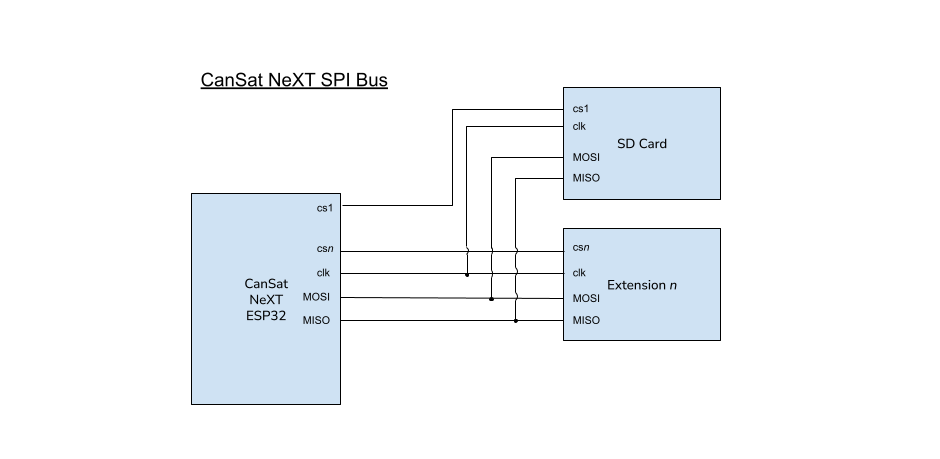 CanSat NeXT SPI Bus
cs1
clk
SD Card
MOSI
MISO
cs1
csn
clk
CanSat
NeXT
ESP32
MOSI
MISO
csn
clk
Extension n
MOSI
MISO